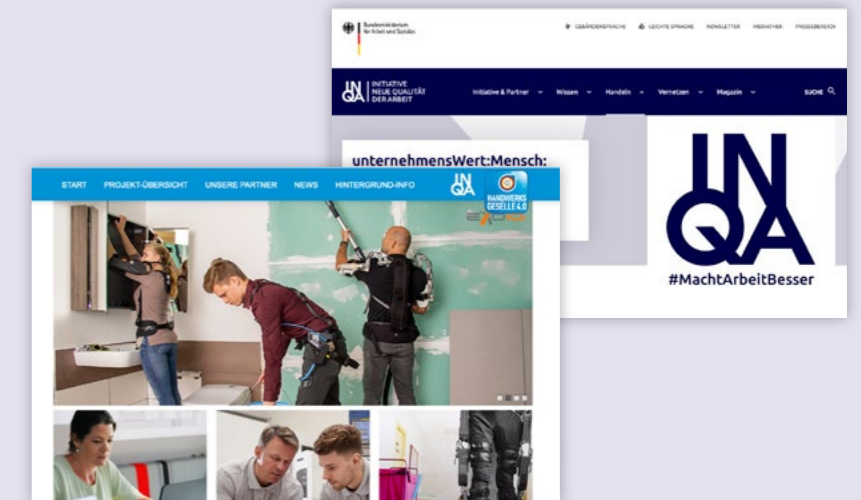 Bundesministerium
für Arbeit und Soziales
GEBÄRDENSPRACHE LEICHTE SPRACHE NEWSLETTER MEDIATHEK PRESSEBEREICH
INQA INITIATIVE
NEUE QUALITÄT
DER ARBEIT
Initiative & Partner Wissen Handeln Vernetzen Magazin SUCHE
unternehmensWert:Mensch:
INQA
#MachtArbeitBesser
START PROJEKT-ÜBERSICHT UNSERE PARTNER NEWS HINTERGRUND-INFO INQA
HANDWERKS
GESELLE 4.0